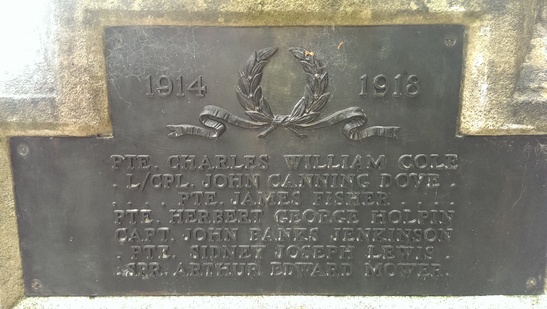 1914 1918
PTE. CHARLES WILLIAM COLE
. L/CPL. JOHN CANNING DOVE .
. . . . PTE. JAMES FISHER . . . .
PTE. HERBERT GEORGE HOLPIN
CAPT. JOHN BANKS JENKINSON
. PTE. SIDNEY JOSEPH LEWIS .
. SPR. ARTHUR EDWARD MOWER.